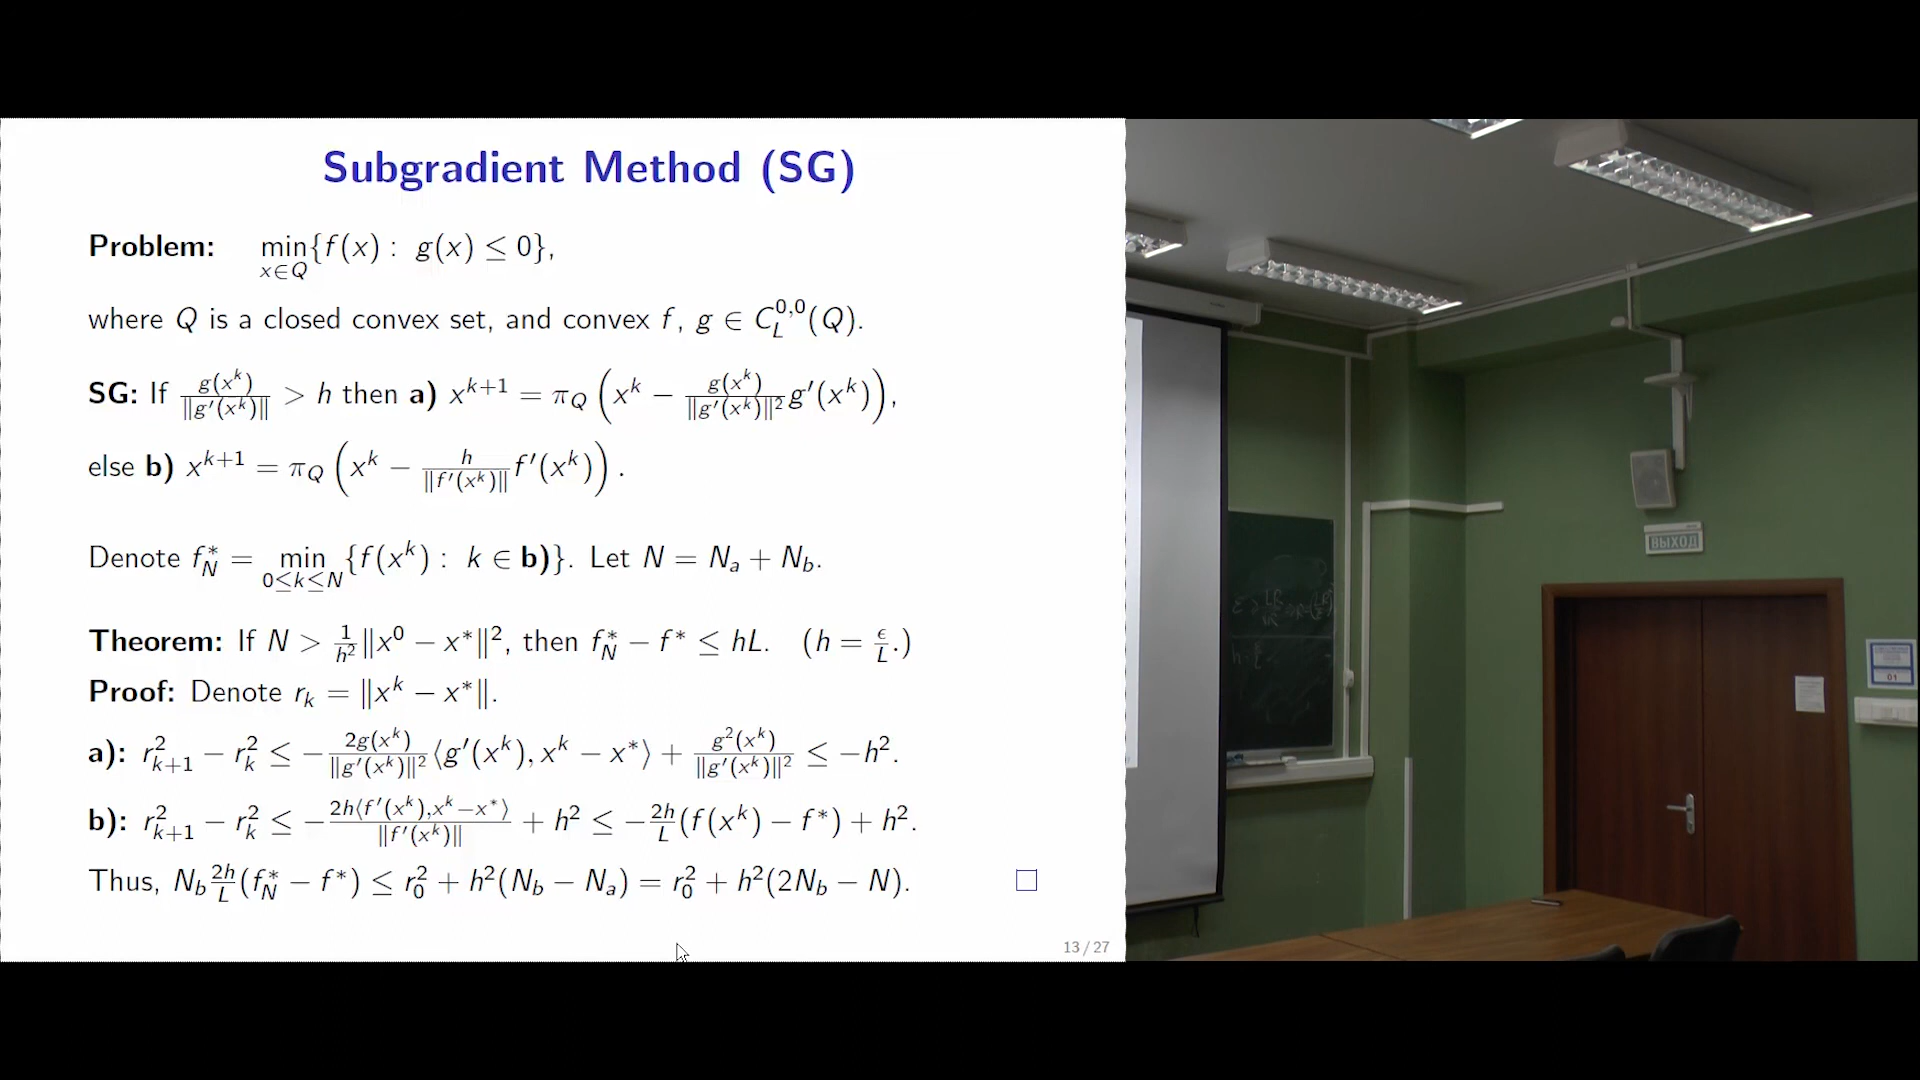 Subgradient Method (SG)
Problem: min_{x∈Q} {f(x) : g(x) ≤ 0},
where Q is a closed convex set, and convex f, g ∈ C_L^{0,0}(Q).
SG: If g(x^k)/‖g′(x^k)‖ > h then a) x^{k+1} = π_Q (x^k − g(x^k)/‖g′(x^k)‖² g′(x^k)),
else b) x^{k+1} = π_Q (x^k − h/‖f′(x^k)‖ f′(x^k)).
Denote f_N^* = min_{0≤k≤N} {f(x^k) : k ∈ b)}. Let N = N_a + N_b.
Theorem: If N > 1/h² ‖x^0 − x^*‖², then f_N^* − f^* ≤ hL. (h = ϵ/L.)
Proof: Denote r_k = ‖x^k − x^*‖.
a): r_{k+1}^2 − r_k^2 ≤ −2g(x^k)/‖g′(x^k)‖² ⟨g′(x^k), x^k − x^*⟩ + g²(x^k)/‖g′(x^k)‖² ≤ −h².
b): r_{k+1}^2 − r_k^2 ≤ −2h⟨f′(x^k),x^k−x^*⟩/‖f′(x^k)‖ + h² ≤ −2h/L (f(x^k) − f^*) + h².
Thus, N_b 2h/L (f_N^* − f^*) ≤ r_0^2 + h²(N_b − N_a) = r_0^2 + h²(2N_b − N). □
13 / 27
ВЫХОД
01